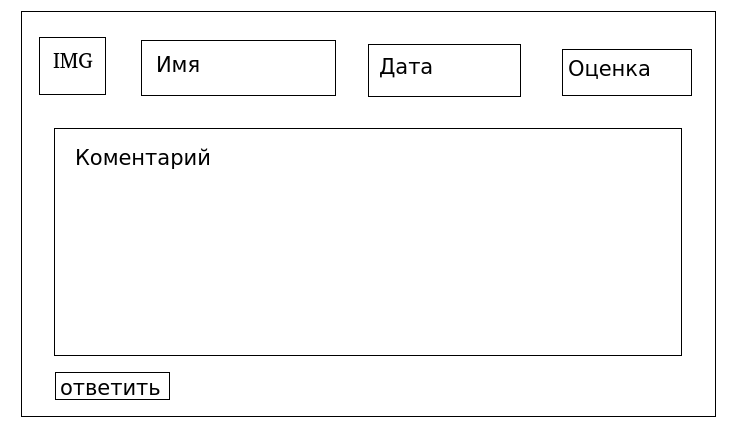 IMG
Имя
Дата
Оценка
Коментарий
ответить